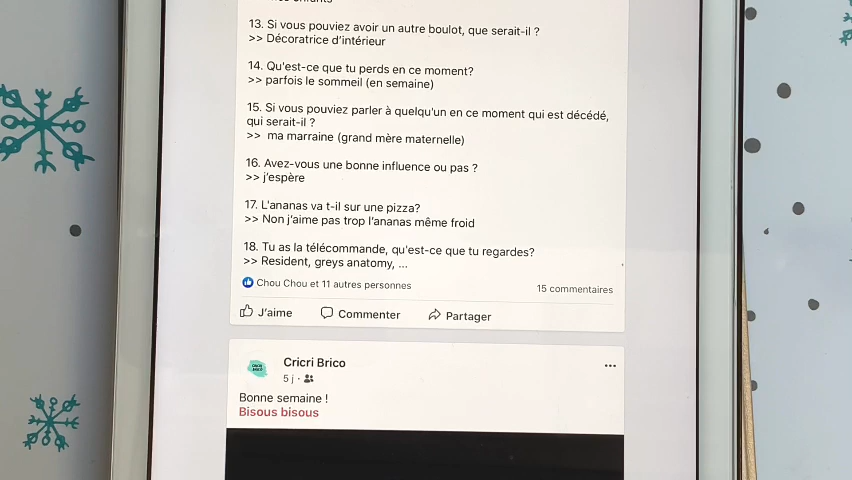 13. Si vous pouviez avoir un autre boulot, que serait-il ?
>> Décoratrice d'intérieur
14. Qu'est-ce que tu perds en ce moment?
>> parfois le sommeil (en semaine)
15. Si vous pouviez parler à quelqu'un en ce moment qui est décédé,
qui serait-il ?
>> ma marraine (grand mère maternelle)
16. Avez-vous une bonne influence ou pas ?
>> j'espère
17. L'ananas va t-il sur une pizza?
>> Non j'aime pas trop l'ananas même froid
18. Tu as la télécommande, qu'est-ce que tu regardes?
>> Resident, greys anatomy, ...
Chou Chou et 11 autres personnes 15 commentaires
J'aime Commenter Partager
Cricri Brico
5 j
Bonne semaine !
Bisous bisous